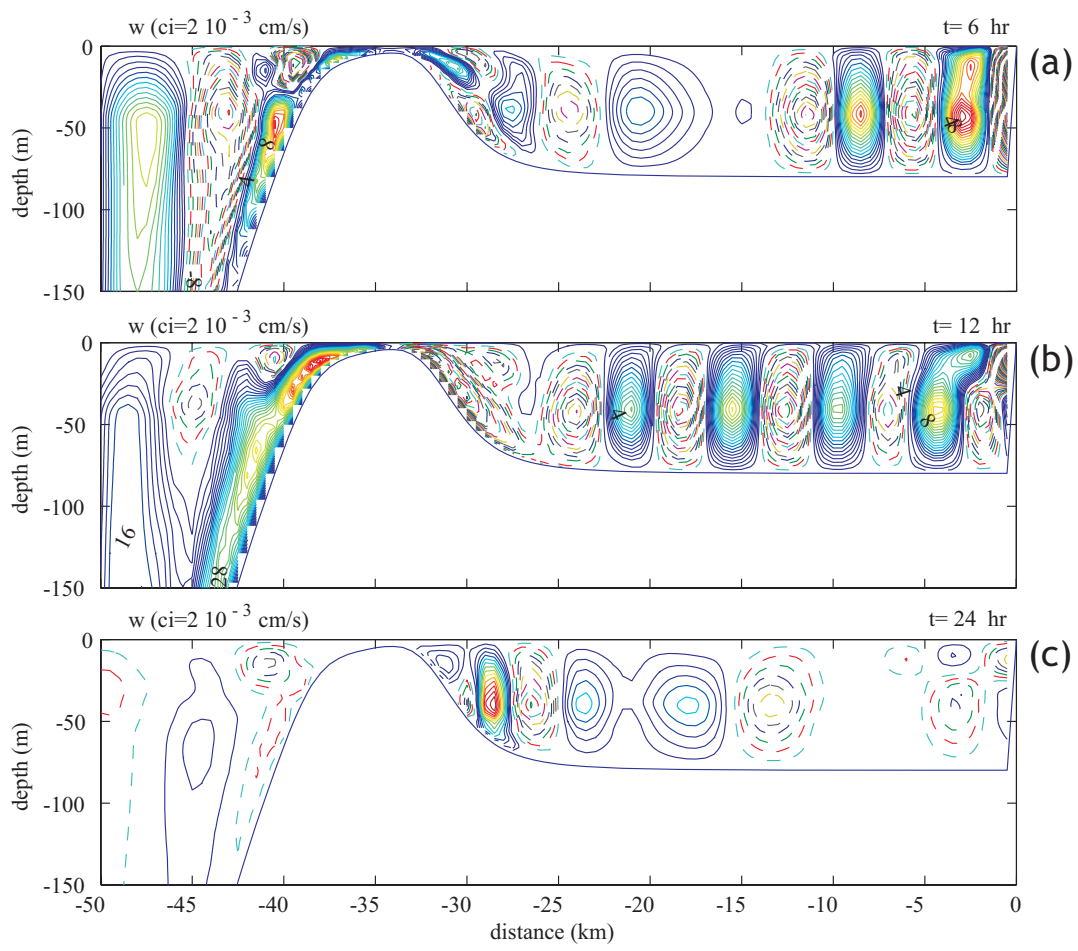 w (ci=2 10 -3 cm/s) t= 6 hr
(a)
0
-50
-100
-150
depth (m)
8
4
-8
48
w (ci=2 10 -3 cm/s) t= 12 hr
(b)
0
-50
-100
-150
depth (m)
16
28
4
4
8
w (ci=2 10 -3 cm/s) t= 24 hr
(c)
0
-50
-100
-150
depth (m)
-50 -45 -40 -35 -30 -25 -20 -15 -10 -5 0
distance (km)